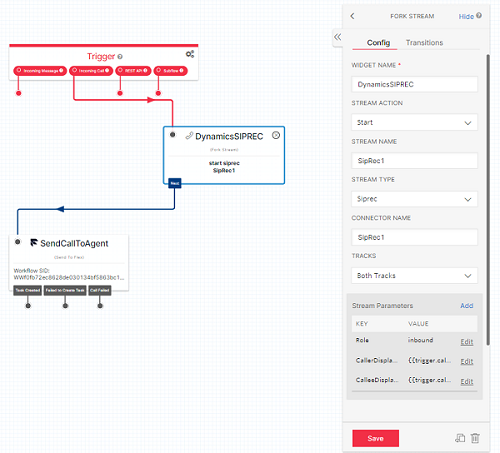 Trigger
Incoming Message
Incoming Call
REST API
Subflow
DynamicsSIPREC
(Fork Stream)
start siprec
SipRec1
Next
SendCallToAgent
(Send To Flex)
Workflow SID:
Task Created
Failed to Create Task
Call Failed
FORK STREAM
Hide
Config
Transitions
WIDGET NAME *
DynamicsSIPREC
STREAM ACTION
Start
STREAM NAME
SipRec1
STREAM TYPE
Siprec
CONNECTOR NAME
SipRec1
TRACKS
Both Tracks
Stream Parameters
Add
KEY
VALUE
Role
inbound
Edit
CallerDispla...
{{trigger.cal...
Edit
CalleeDispla...
{{trigger.cal...
Edit
Save